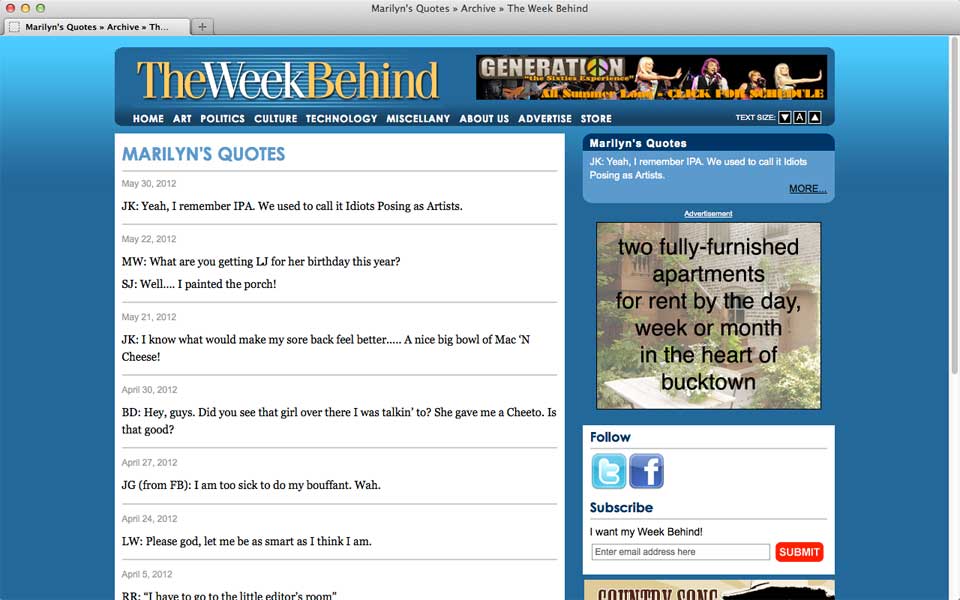 Marilyn's Quotes » Archive » The Week Behind
Marilyn's Quotes » Archive » Th...
TheWeekBehind
GENERATION
"the Sixties Experience"
All Summer Long - CLICK FOR SCHEDULE
HOME ART POLITICS CULTURE TECHNOLOGY MISCELLANY ABOUT US ADVERTISE STORE
TEXT SIZE: ▼ A ▲
MARILYN'S QUOTES
May 30, 2012
JK: Yeah, I remember IPA. We used to call it Idiots Posing as Artists.
May 22, 2012
MW: What are you getting LJ for her birthday this year?
SJ: Well.... I painted the porch!
May 21, 2012
JK: I know what would make my sore back feel better..... A nice big bowl of Mac 'N
Cheese!
April 30, 2012
BD: Hey, guys. Did you see that girl over there I was talkin' to? She gave me a Cheeto. Is
that good?
April 27, 2012
JG (from FB): I am too sick to do my bouffant. Wah.
April 24, 2012
LW: Please god, let me be as smart as I think I am.
April 5, 2012
RR: "I have to go to the little editor's room"
Marilyn's Quotes
JK: Yeah, I remember IPA. We used to call it Idiots
Posing as Artists.
MORE...
Advertisement
two fully-furnished
apartments
for rent by the day,
week or month
in the heart of
bucktown
Follow
Subscribe
I want my Week Behind!
Enter email address here
SUBMIT
COUNTRY SONG